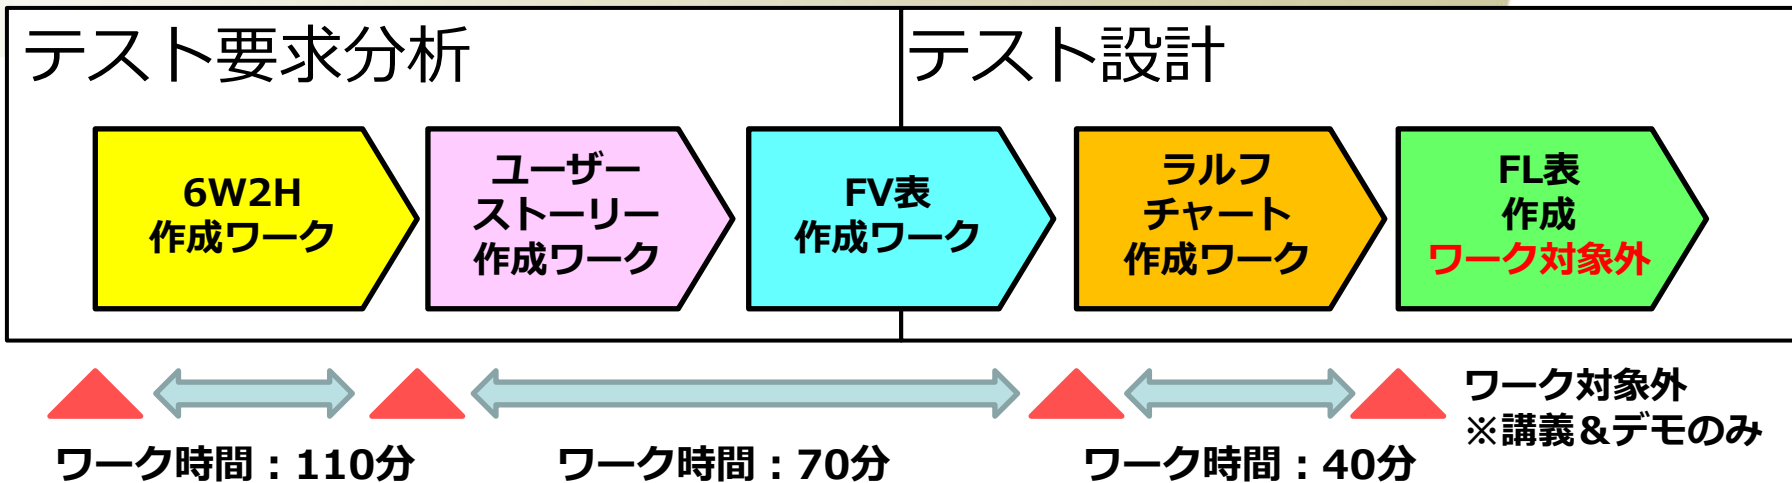 テスト要求分析
テスト設計
6W2H
作成ワーク
ユーザー
ストーリー
作成ワーク
FV表
作成ワーク
ラルフ
チャート
作成ワーク
FL表
作成
ワーク対象外
ワーク時間：110分
ワーク時間：70分
ワーク時間：40分
ワーク対象外
※講義＆デモのみ